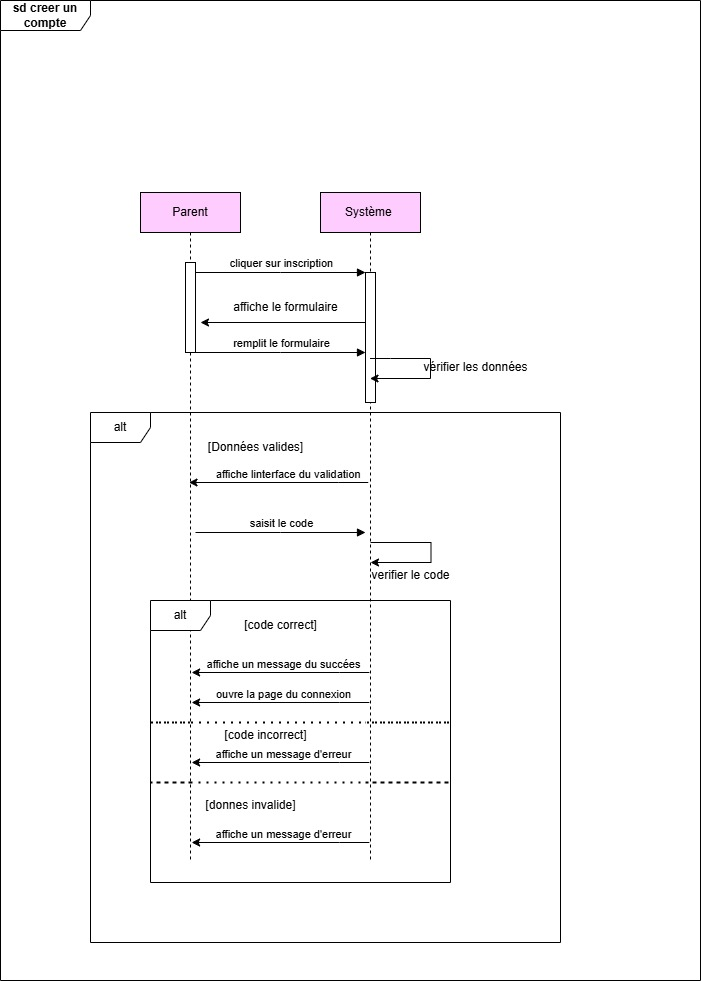 sd creer un
compte
Parent
Système
cliquer sur inscription
affiche le formulaire
remplit le formulaire
vérifier les données
alt
[Données valides]
affiche linterface du validation
saisit le code
verifier le code
alt
[code correct]
affiche un message du succées
ouvre la page du connexion
[code incorrect]
affiche un message d'erreur
[donnes invalide]
affiche un message d'erreur